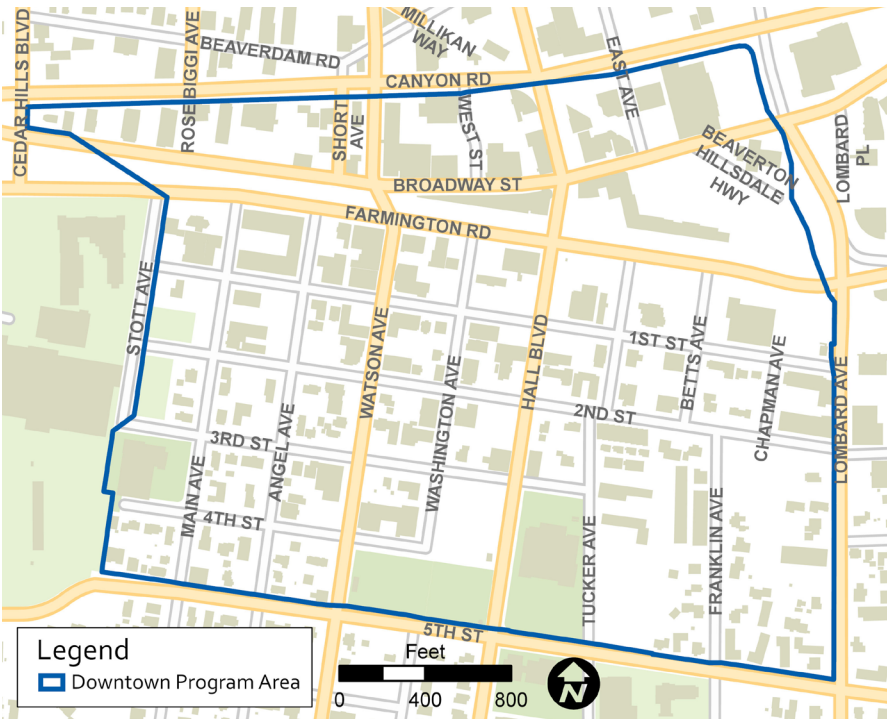 CEDAR HILLS BLVD
ROSE BIGGI AVE
BEAVERDAM RD
MILLIKAN
WAY
CANYON RD
EAST AVE
SHORT
AVE
WEST ST
BEAVERTON
HILLSDALE
HWY
LOMBARD
PL
BROADWAY ST
FARMINGTON RD
STOTT AVE
WATSON AVE
HALL BLVD
1ST ST
BETTS AVE
CHAPMAN AVE
LOMBARD AVE
WASHINGTON AVE
2ND ST
ANGEL AVE
3RD ST
MAIN AVE
4TH ST
TUCKER AVE
FRANKLIN AVE
5TH ST
Legend
Downtown Program Area
Feet
0 400 800
N